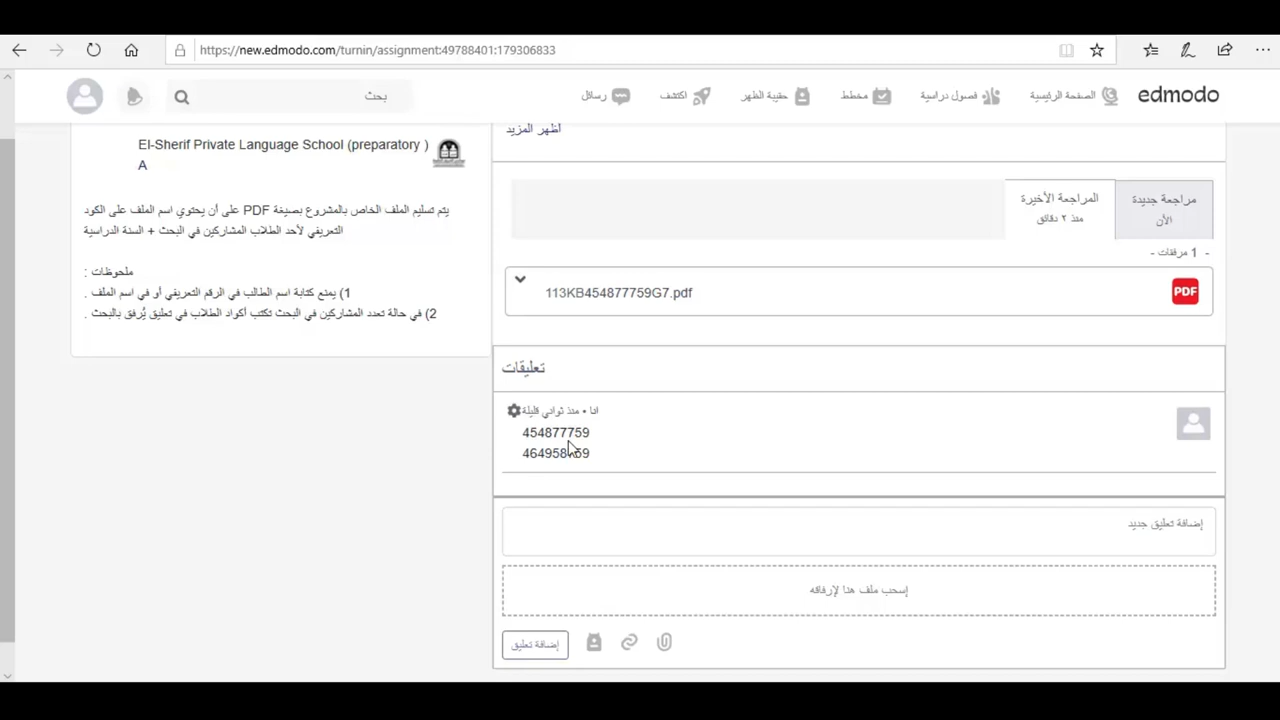 https://new.edmodo.com/turnin/assignment:49788401:179306833
edmodo
الصفحة الرئيسية
فصول دراسية
مخطط
حقيبة الظهر
اكتشف
رسائل
بحث
El-Sherif Private Language School (preparatory )
A
يتم تسليم الملف الخاص بالمشروع بصيغة PDF على أن يحتوي اسم الملف على الكود
التعريفي لأحد الطلاب المشاركين في البحث + السنة الدراسية
ملحوظات :
1) يمنع كتابة اسم الطالب في الرقم التعريفي أو في اسم الملف .
2) في حالة تعدد المشاركين في البحث تكتب أكواد الطلاب في تعليق يُرفق بالبحث .
أظهر المزيد
مراجعة جديدة
الأن
المراجعة الأخيرة
منذ ٢ دقائق
- 1 مرفقات -
113KB454877759G7.pdf
PDF
تعليقات
انا • منذ ثواني قليلة
454877759
إضافة تعليق جديد
إسحب ملف هنا لإرفاقه
إضافة تعليق